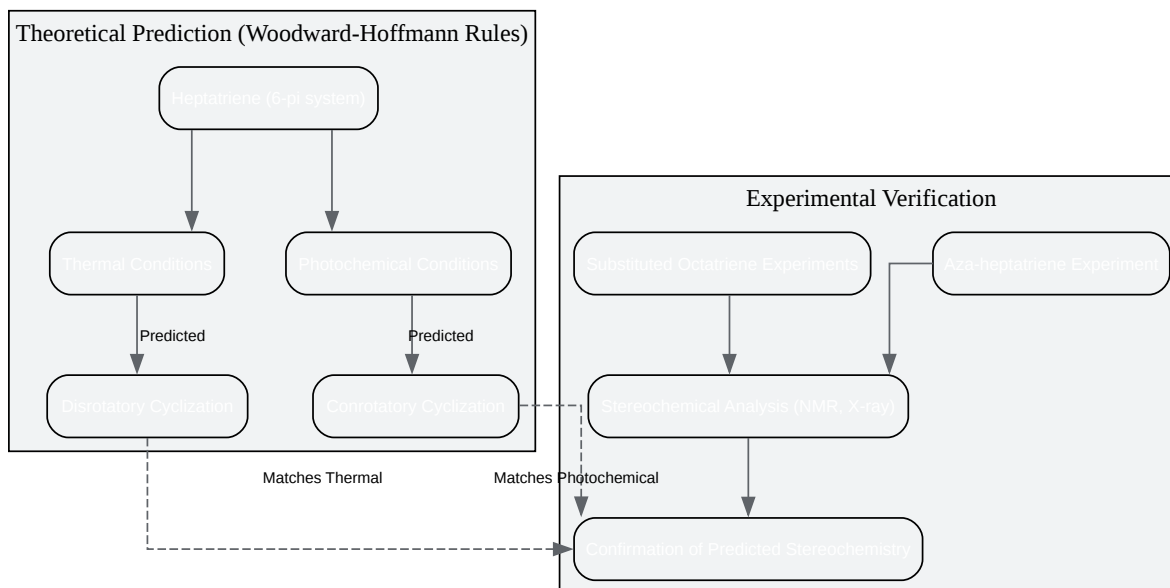 Theoretical Prediction (Woodward-Hoffmann Rules)
Heptatriene (6-pi system)
Thermal Conditions
Photochemical Conditions
Predicted
Predicted
Disrotatory Cyclization
Conrotatory Cyclization
Matches Thermal
Matches Photochemical
Experimental Verification
Substituted Octatriene Experiments
Aza-heptatriene Experiment
Stereochemical Analysis (NMR, X-ray)
Confirmation of Predicted Stereochemistry